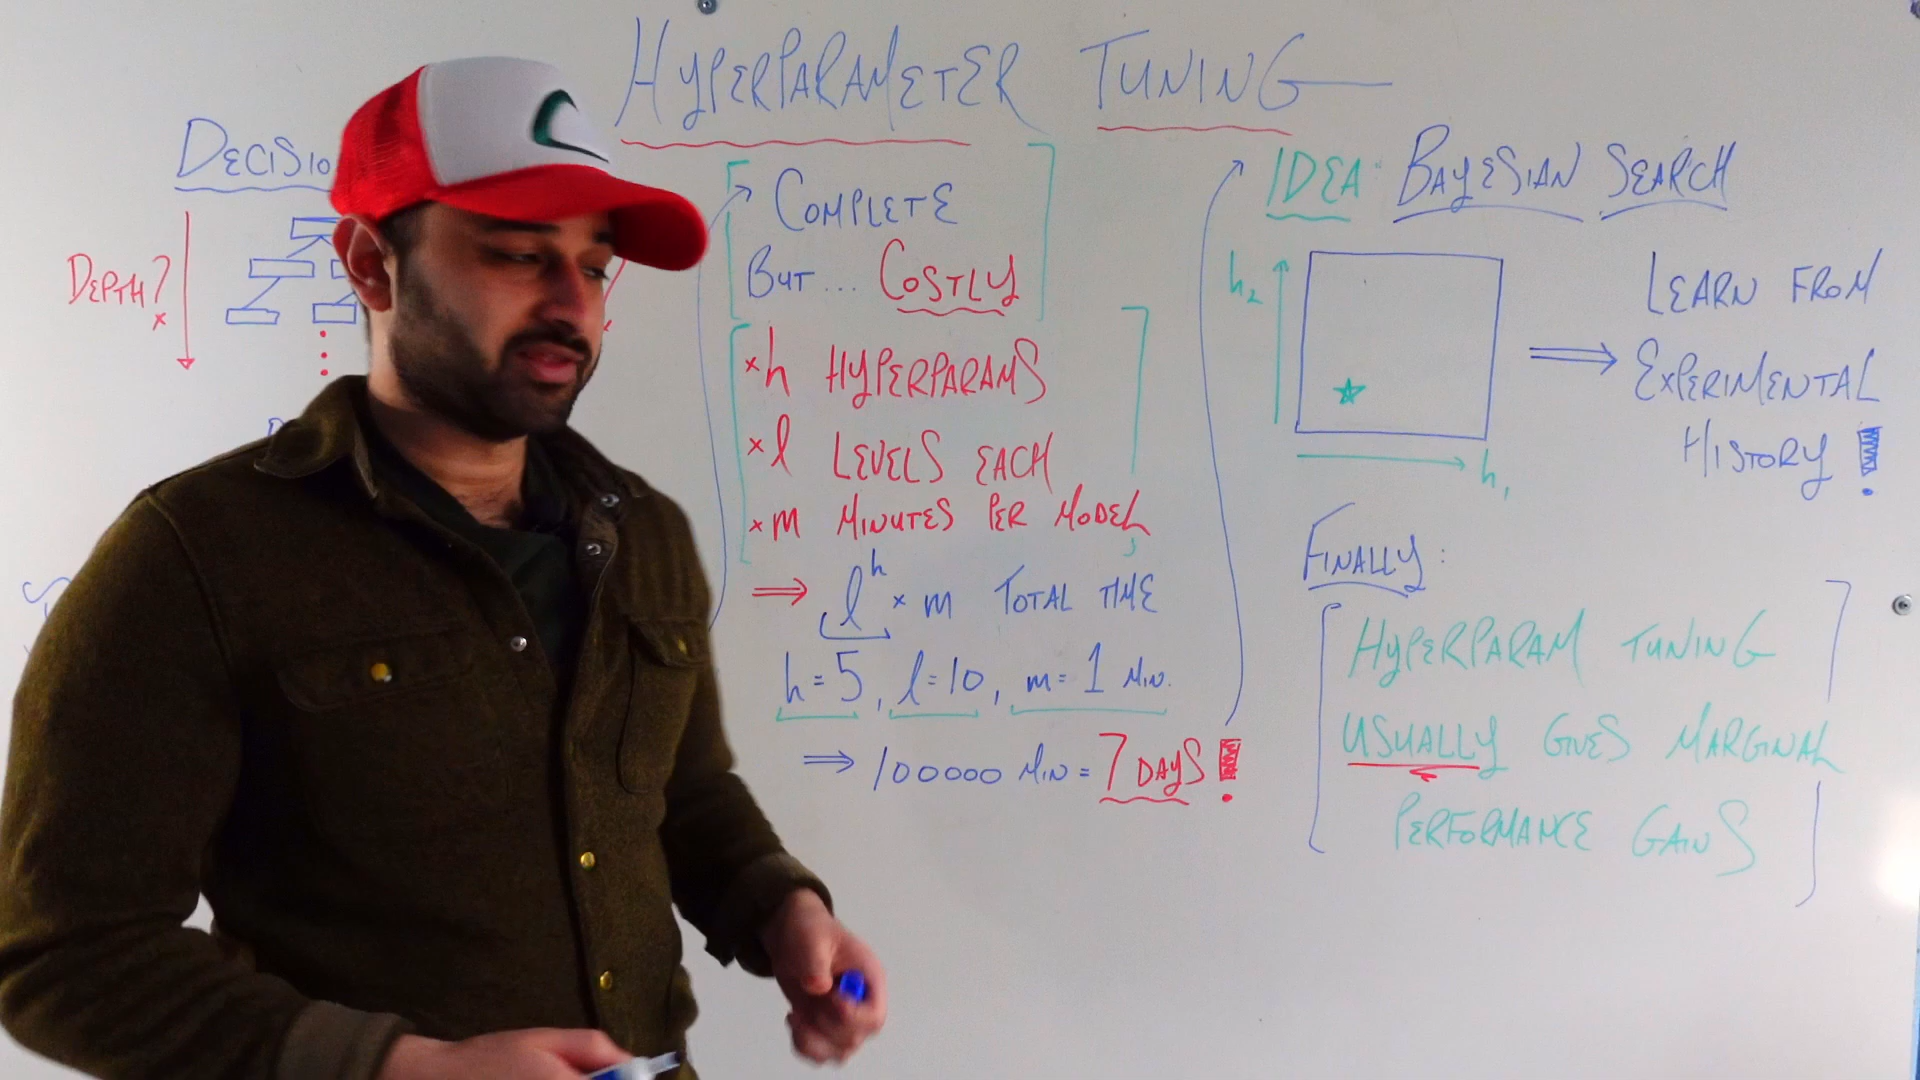 HYPERPARAMETER TUNING
DECISIO
DEPTH?
COMPLETE
BUT... COSTLY
× h HYPERPARAMS
× l LEVELS EACH
× m MINUTES PER MODEL
⇒ l^h × m TOTAL TIME
h = 5, l = 10, m = 1 MIN.
⇒ 100000 MIN = 7 DAYS!
IDEA: BAYESIAN SEARCH
h₂
h₁
⇒ LEARN FROM
EXPERIMENTAL
HISTORY!
FINALLY:
HYPERPARAM TUNING
USUALLY GIVES MARGINAL
PERFORMANCE GAINS